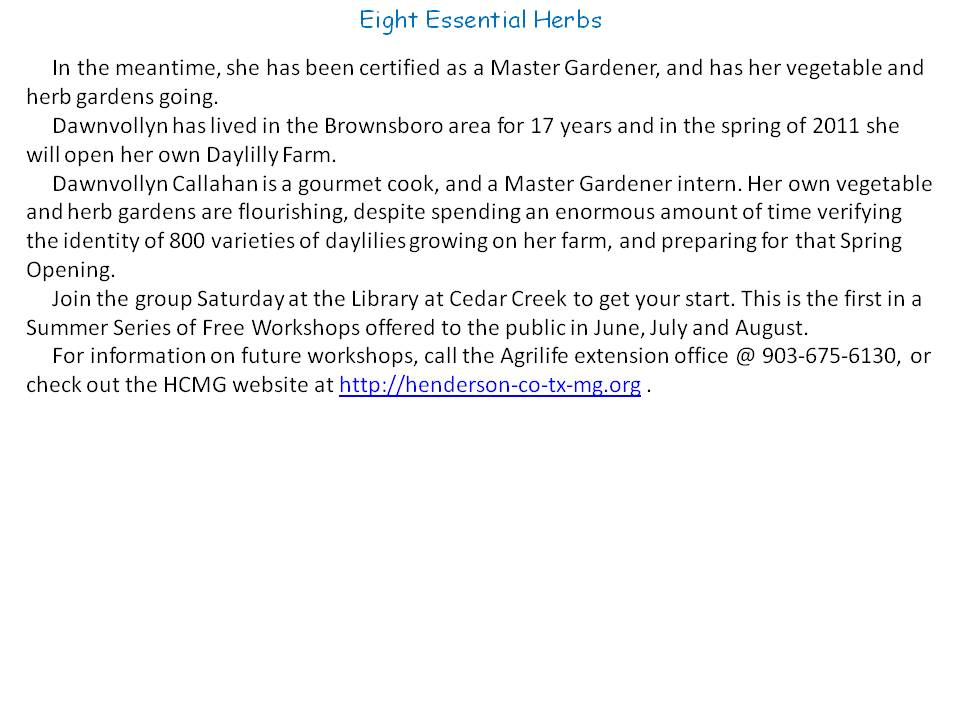 Eight Essential Herbs
In the meantime, she has been certified as a Master Gardener, and has her vegetable and
herb gardens going.
Dawnvollyn has lived in the Brownsboro area for 17 years and in the spring of 2011 she
will open her own Daylilly Farm.
Dawnvollyn Callahan is a gourmet cook, and a Master Gardener intern. Her own vegetable
and herb gardens are flourishing, despite spending an enormous amount of time verifying
the identity of 800 varieties of daylilies growing on her farm, and preparing for that Spring
Opening.
Join the group Saturday at the Library at Cedar Creek to get your start. This is the first in a
Summer Series of Free Workshops offered to the public in June, July and August.
For information on future workshops, call the Agrilife extension office @ 903-675-6130, or
check out the HCMG website at http://henderson-co-tx-mg.org .